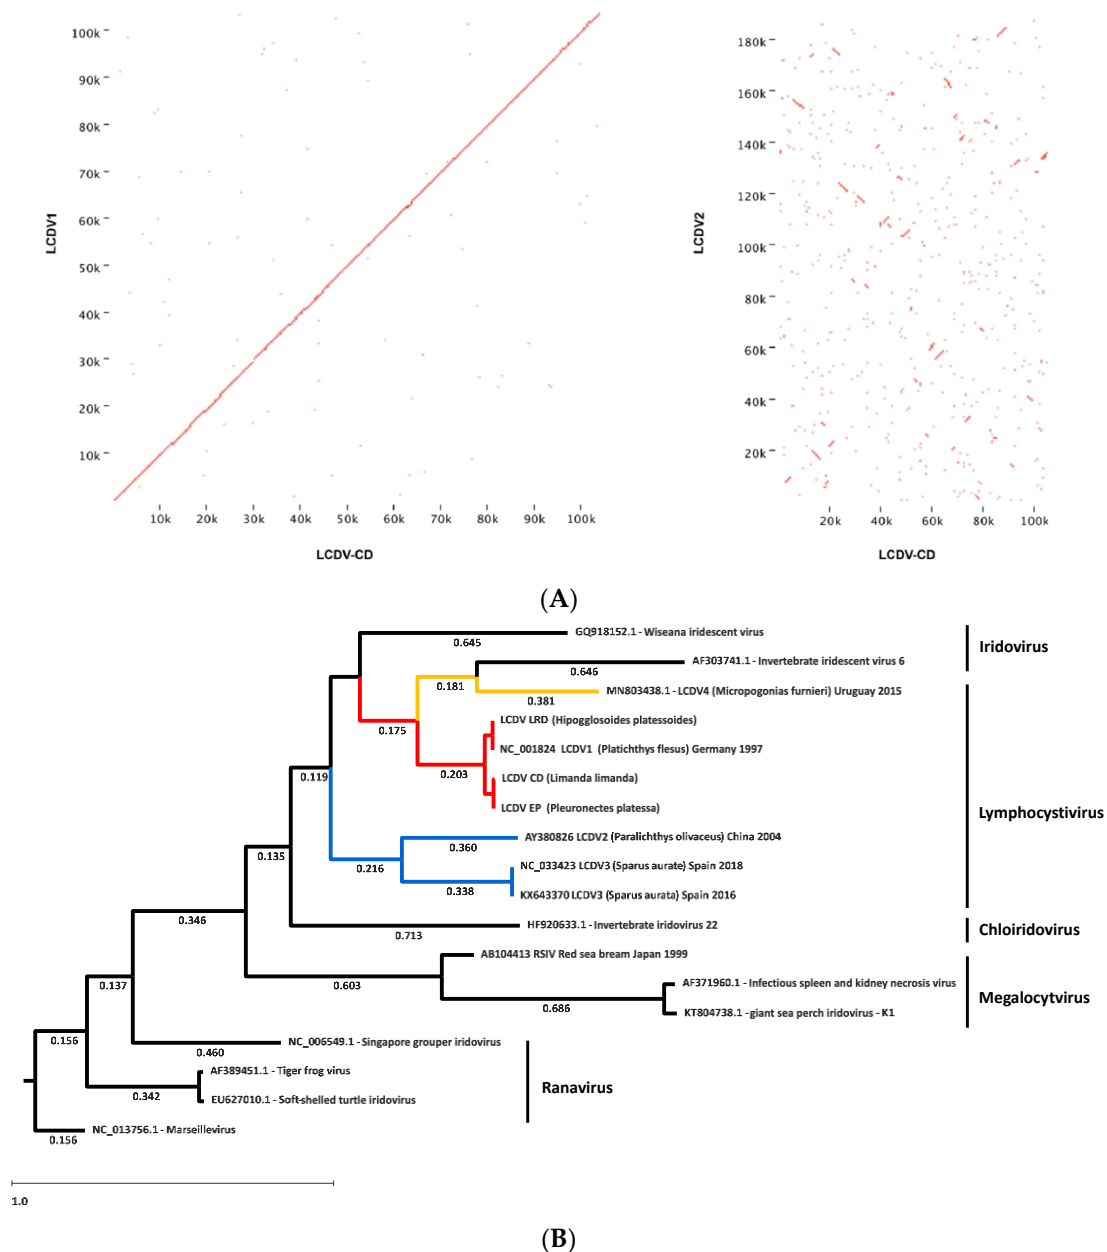 100k
90k
80k
70k
60k
50k
40k
30k
20k
10k
LCDV1
10k 20k 30k 40k 50k 60k 70k 80k 90k 100k
LCDV-CD
180k
160k
140k
120k
100k
80k
60k
40k
20k
LCDV2
20k 40k 60k 80k 100k
LCDV-CD
(A)
GQ918152.1 - Wiseana iridescent virus
0.645
Iridovirus
AF303741.1 - Invertebrate iridescent virus 6
0.646
0.181
MN803438.1 - LCDV4 (Micropogonias furnieri) Uruguay 2015
0.381
LCDV LRD (Hipogglosoides platessoides)
0.175
NC_001824 LCDV1 (Platichthys flesus) Germany 1997
0.203
LCDV CD (Limanda limanda)
0.119
LCDV EP (Pleuronectes platessa)
Lymphocystivirus
AY380826 LCDV2 (Paralichthys olivaceus) China 2004
0.360
0.135
0.216
NC_033423 LCDV3 (Sparus aurate) Spain 2018
0.338
KX643370 LCDV3 (Sparus aurata) Spain 2016
0.346
HF920633.1 - Invertebrate iridovirus 22
0.713
Chloiridovirus
AB104413 RSIV Red sea bream Japan 1999
0.137
0.603
AF371960.1 - Infectious spleen and kidney necrosis virus
0.686
Megalocytvirus
KT804738.1 - giant sea perch iridovirus - K1
0.156
NC_006549.1 - Singapore grouper iridovirus
0.460
AF389451.1 - Tiger frog virus
0.342
Ranavirus
EU627010.1 - Soft-shelled turtle iridovirus
NC_013756.1 - Marseillevirus
0.156
1.0
(B)